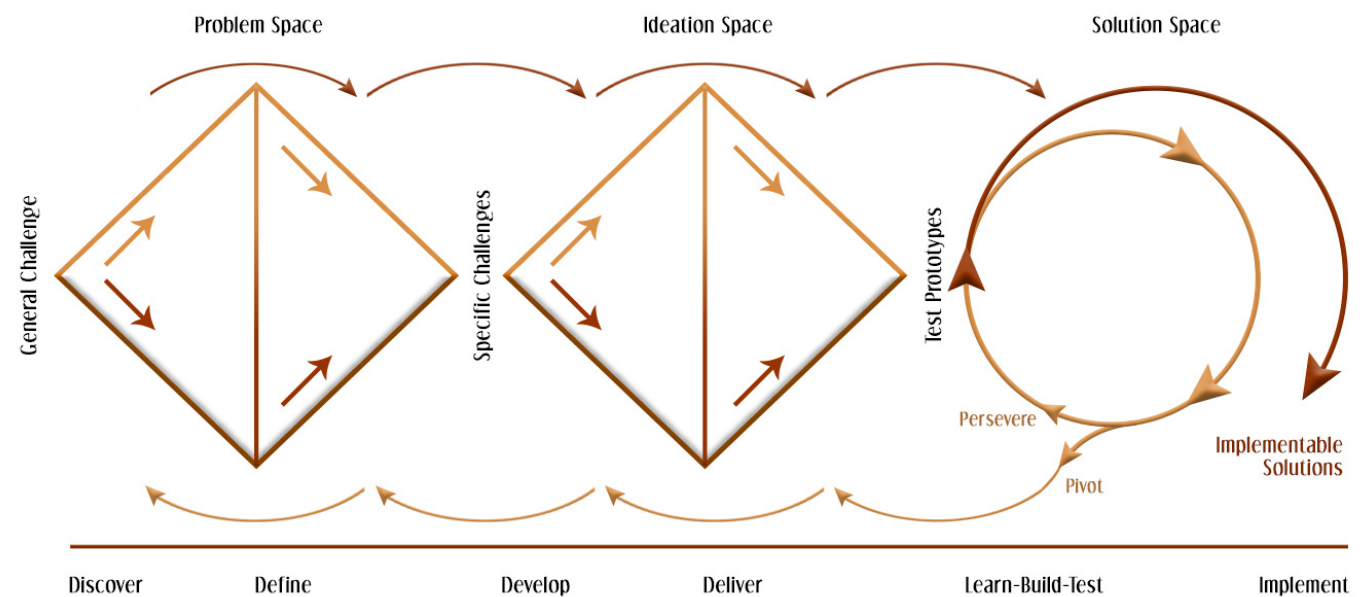 Problem Space
Ideation Space
Solution Space
General Challenge
Specific Challenges
Test Prototypes
Persevere
Pivot
Implementable
Solutions
Discover
Define
Develop
Deliver
Learn-Build-Test
Implement